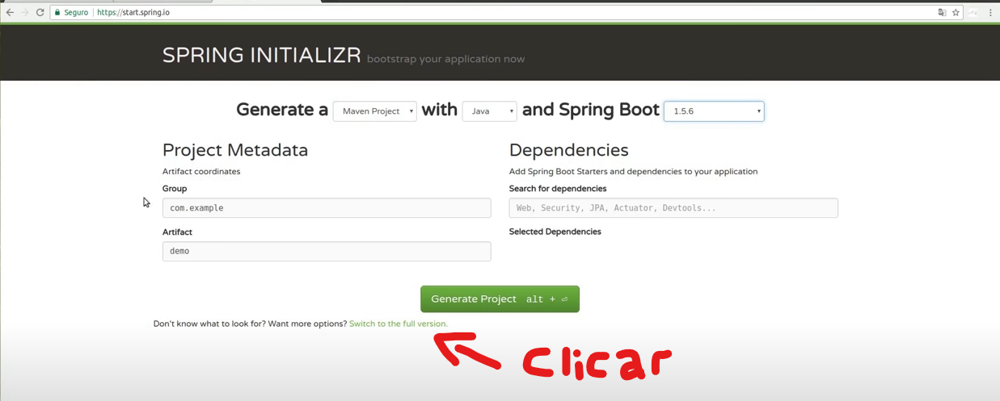 Seguro | https://start.spring.io
SPRING INITIALIZR bootstrap your application now
Generate a Maven Project with Java and Spring Boot 1.5.6
Project Metadata
Artifact coordinates
Group
com.example
Artifact
demo
Dependencies
Add Spring Boot Starters and dependencies to your application
Search for dependencies
Web, Security, JPA, Actuator, Devtools...
Selected Dependencies
Generate Project alt + ⏎
Don't know what to look for? Want more options? Switch to the full version.
clicar